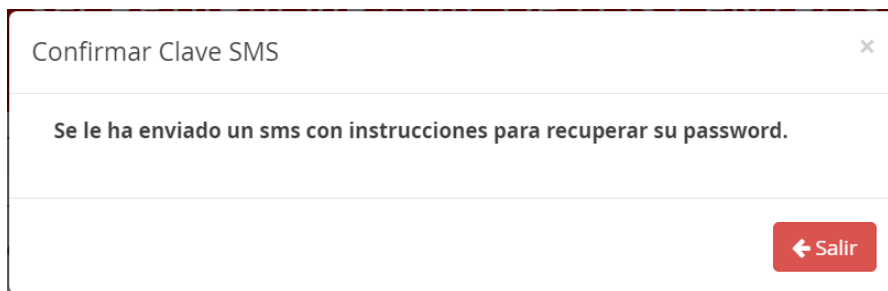 Confirmar Clave SMS
×
Se le ha enviado un sms con instrucciones para recuperar su password.
Salir